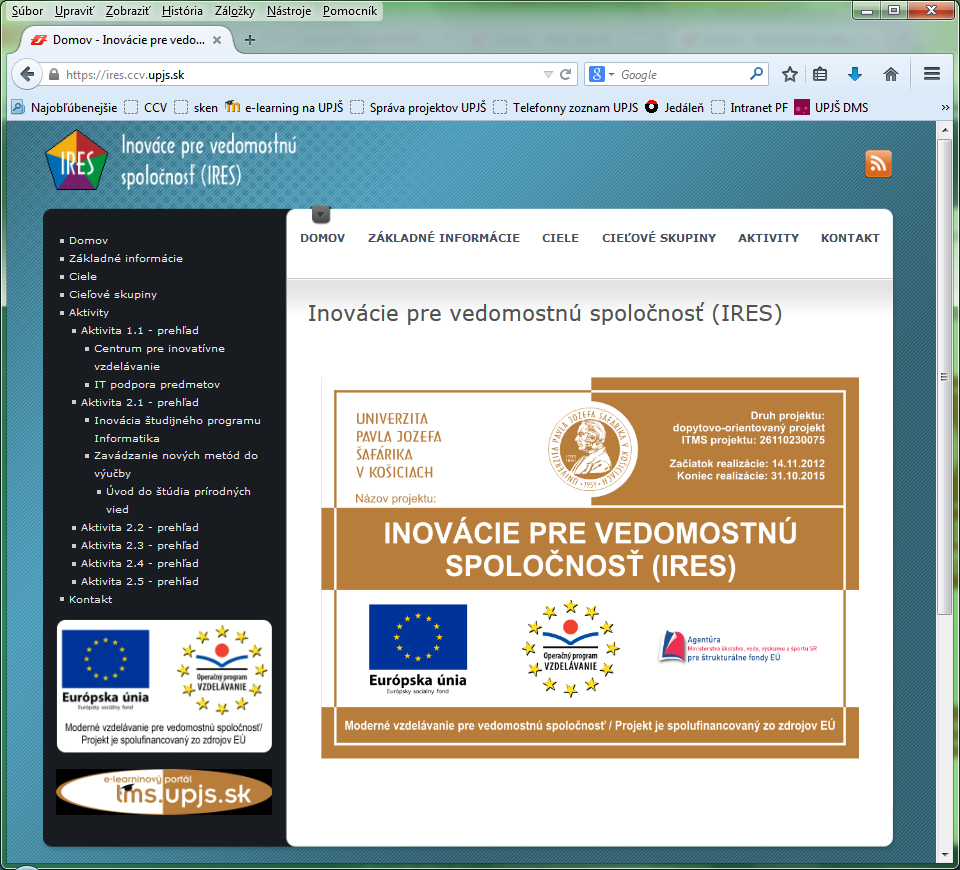 Súbor Upraviť Zobraziť História Záložky Nástroje Pomocník
Domov - Inovácie pre vedo...
https://ires.ccv.upjs.sk
Google
Najobľúbenejšie CCV sken e-learning na UPJŠ Správa projektov UPJŠ Telefonny zoznam UPJS Jedáleň Intranet PF UPJŠ DMS
IRES
Inováce pre vedomostnú
spoločnosť (IRES)
DOMOV ZÁKLADNÉ INFORMÁCIE CIELE CIEĽOVÉ SKUPINY AKTIVITY KONTAKT
Domov
Základné informácie
Ciele
Cieľové skupiny
Aktivity
Aktivita 1.1 - prehľad
Centrum pre inovatívne
vzdelávanie
IT podpora predmetov
Aktivita 2.1 - prehľad
Inovácia študijného programu
Informatika
Zavádzanie nových metód do
výučby
Úvod do štúdia prírodných
vied
Aktivita 2.2 - prehľad
Aktivita 2.3 - prehľad
Aktivita 2.4 - prehľad
Aktivita 2.5 - prehľad
Kontakt
Európska únia
Európsky sociálny fond
Operačný program
VZDELÁVANIE
Moderné vzdelávanie pre vedomostnú spoločnosť/
Projekt je spolufinancovaný zo zdrojov EÚ
e-learninový portál
lms.upjs.sk
Inovácie pre vedomostnú spoločnosť (IRES)
UNIVERZITA
PAVLA JOZEFA
ŠAFÁRIKA
V KOŠICIACH
UNIVERZITA PAVLA JOZEFA ŠAFÁRIKA V KOŠICIACH
1959
Druh projektu:
dopytovo-orientovaný projekt
ITMS projektu: 26110230075
Začiatok realizácie: 14.11.2012
Koniec realizácie: 31.10.2015
Názov projektu:
INOVÁCIE PRE VEDOMOSTNÚ
SPOLOČNOSŤ (IRES)
Európska únia
Európsky sociálny fond
Operačný program
VZDELÁVANIE
Agentúra
Ministerstva školstva, vedy, výskumu a športu SR
pre štrukturálne fondy EÚ
Moderné vzdelávanie pre vedomostnú spoločnosť / Projekt je spolufinancovaný zo zdrojov EÚ